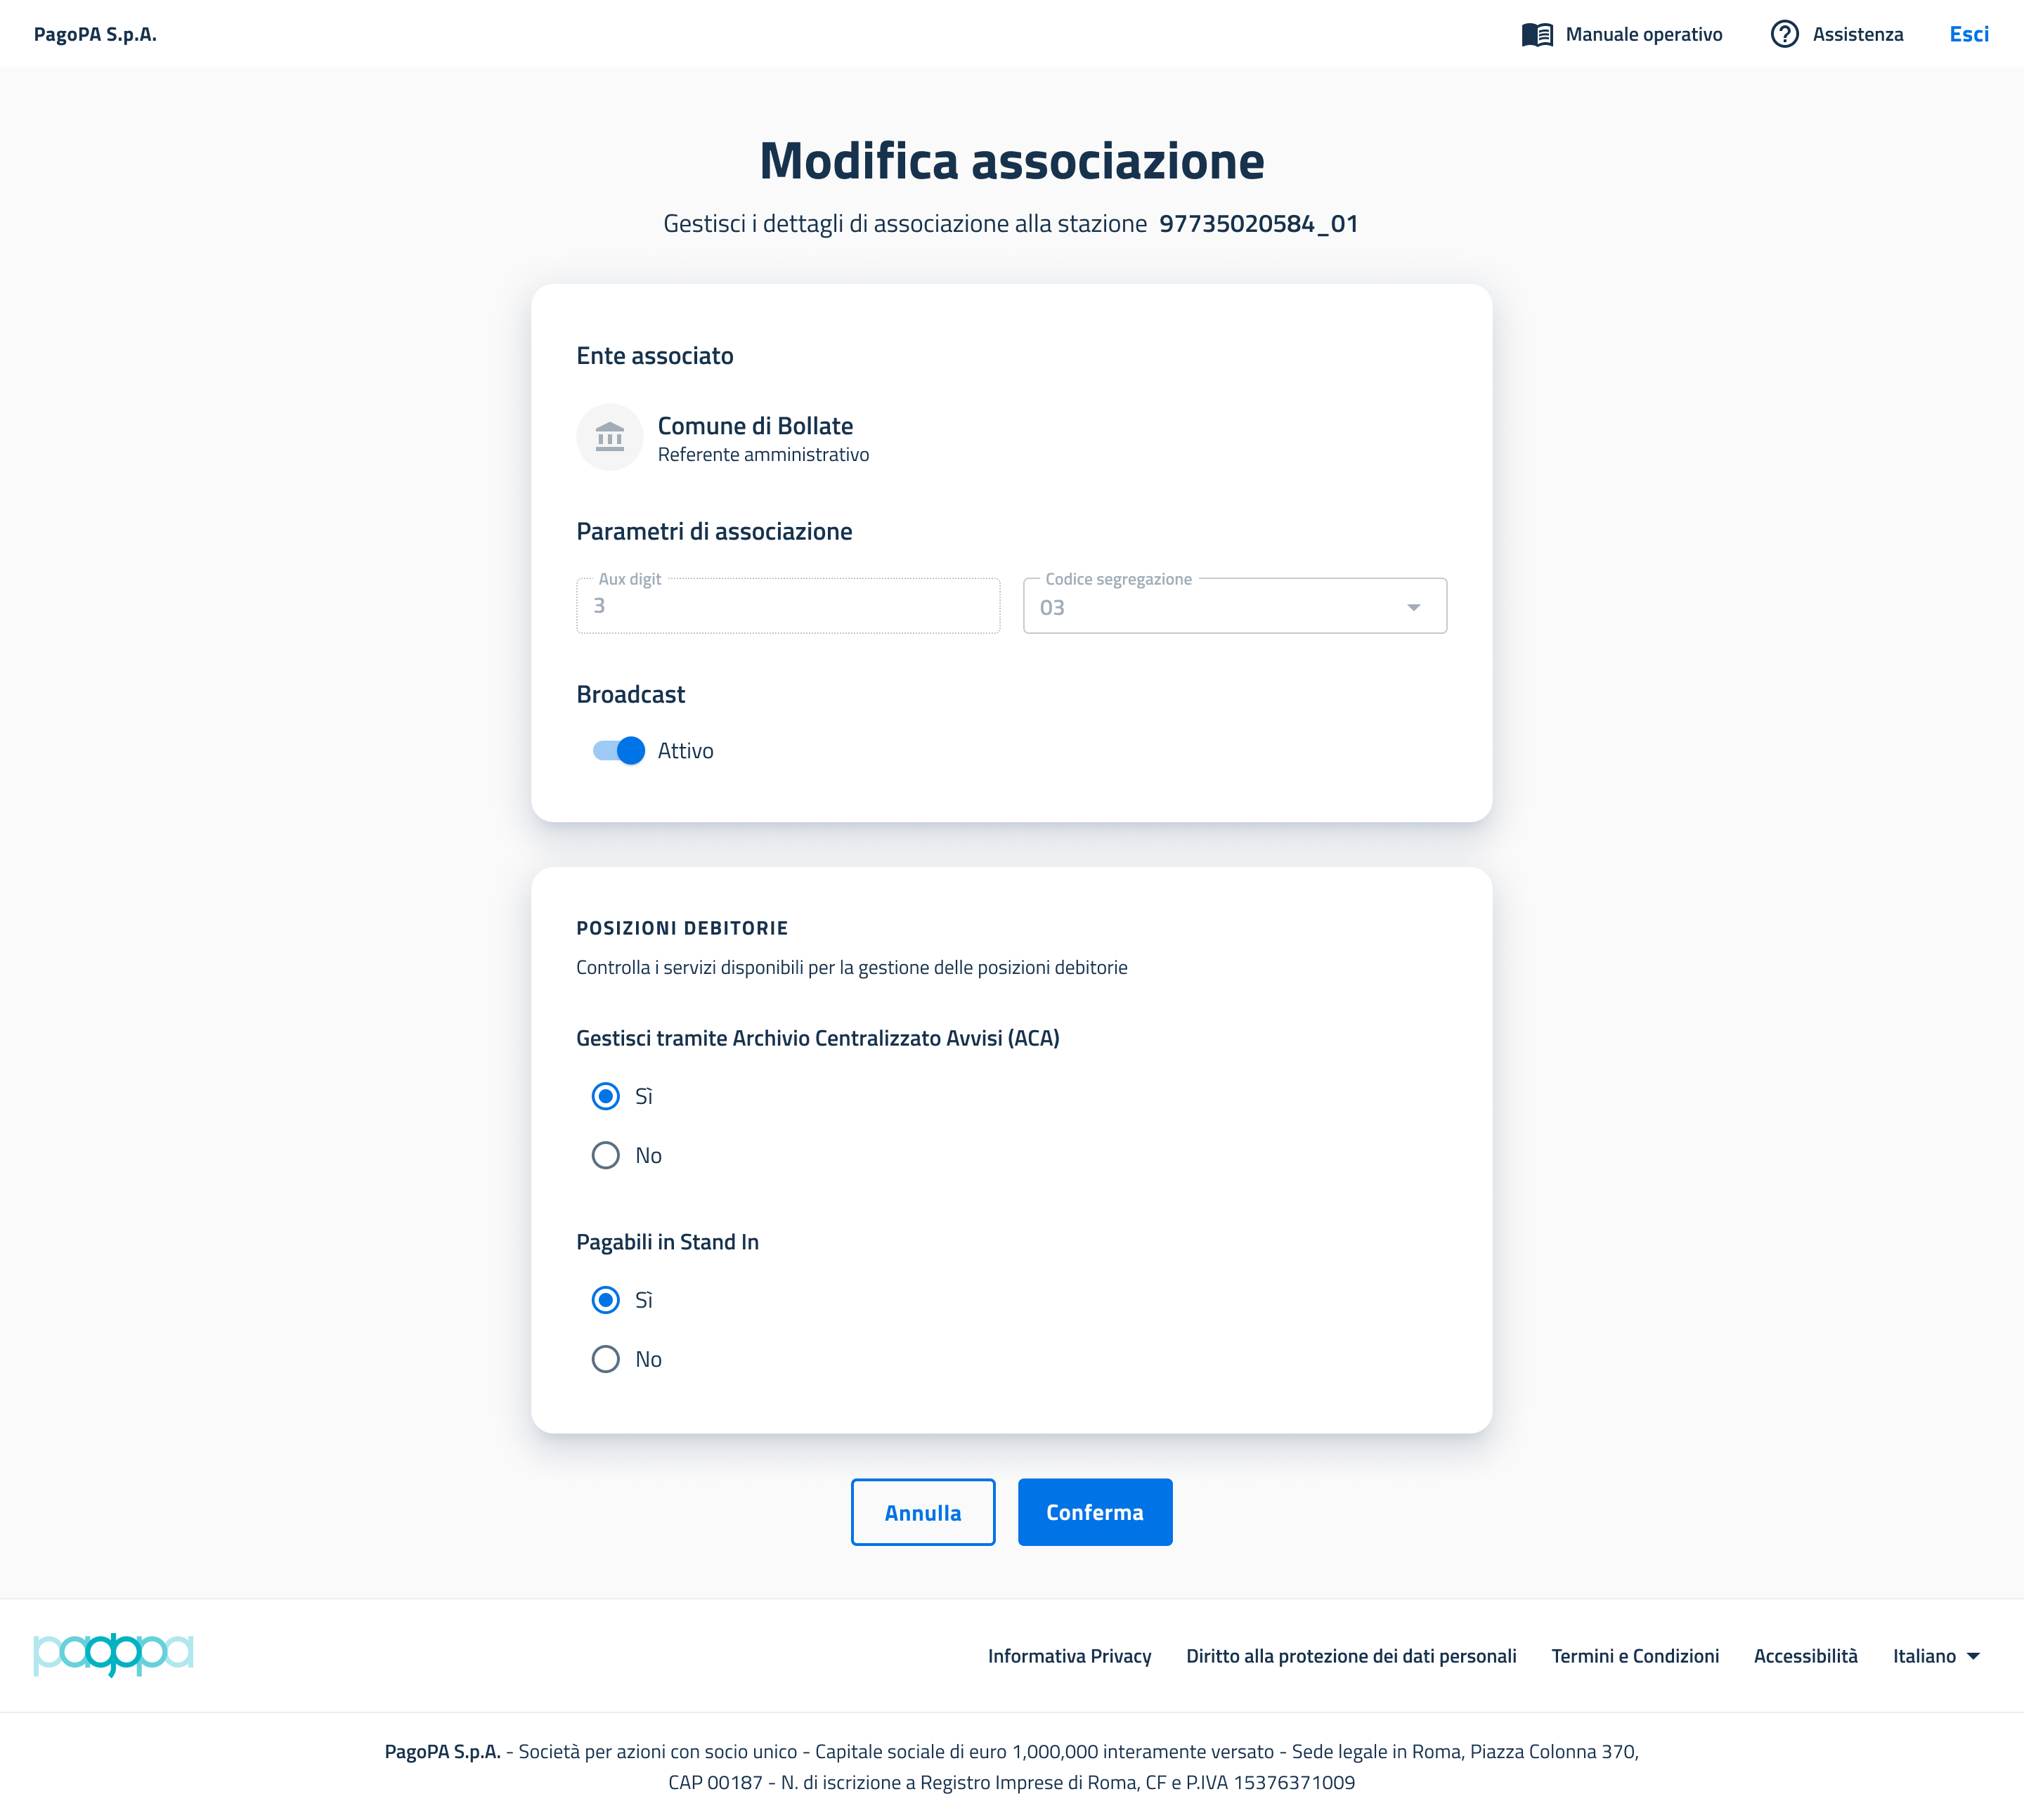 PagoPA S.p.A.
Manuale operativo
Assistenza
Esci
Modifica associazione
Gestisci i dettagli di associazione alla stazione 97735020584_01
Ente associato
Comune di Bollate
Referente amministrativo
Parametri di associazione
Aux digit
3
Codice segregazione
03
Broadcast
Attivo
POSIZIONI DEBITORIE
Controlla i servizi disponibili per la gestione delle posizioni debitorie
Gestisci tramite Archivio Centralizzato Avvisi (ACA)
Sì
No
Pagabili in Stand In
Sì
No
Annulla
Conferma
pagopa
Informativa Privacy
Diritto alla protezione dei dati personali
Termini e Condizioni
Accessibilità
Italiano
PagoPA S.p.A. - Società per azioni con socio unico - Capitale sociale di euro 1,000,000 interamente versato - Sede legale in Roma, Piazza Colonna 370,
CAP 00187 - N. di iscrizione a Registro Imprese di Roma, CF e P.IVA 15376371009